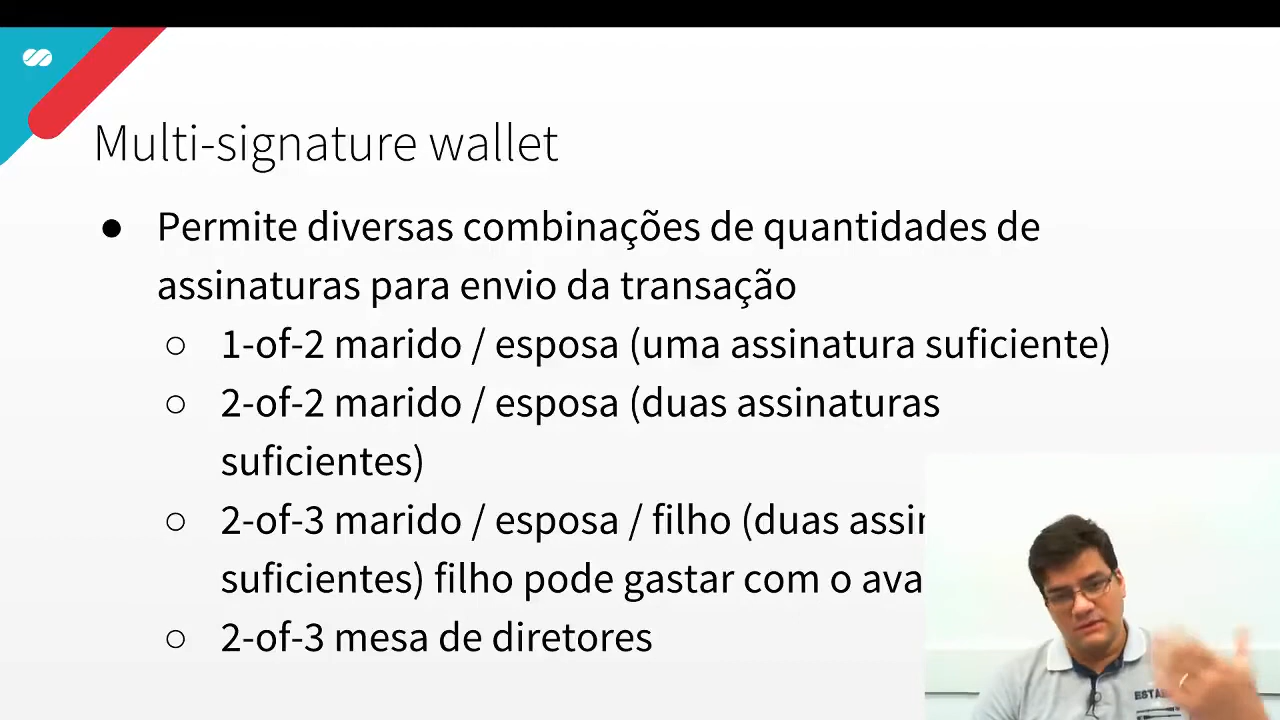 Multi-signature wallet
● Permite diversas combinações de quantidades de
assinaturas para envio da transação
○ 1-of-2 marido / esposa (uma assinatura suficiente)
○ 2-of-2 marido / esposa (duas assinaturas
suficientes)
○ 2-of-3 marido / esposa / filho (duas
suficientes) filho pode gastar com o
○ 2-of-3 mesa de diretores